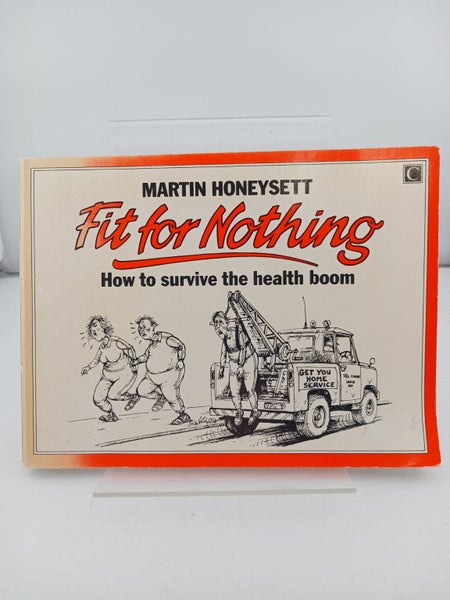 MARTIN HONEYSETT
Fit for Nothing
How to survive the health boom
GET YOU
HOME
SERVICE